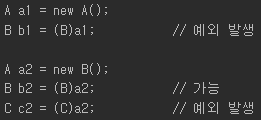 A a1 = new A();
B b1 = (B)a1; // 예외 발생
A a2 = new B();
B b2 = (B)a2; // 가능
C c2 = (C)a2; // 예외 발생